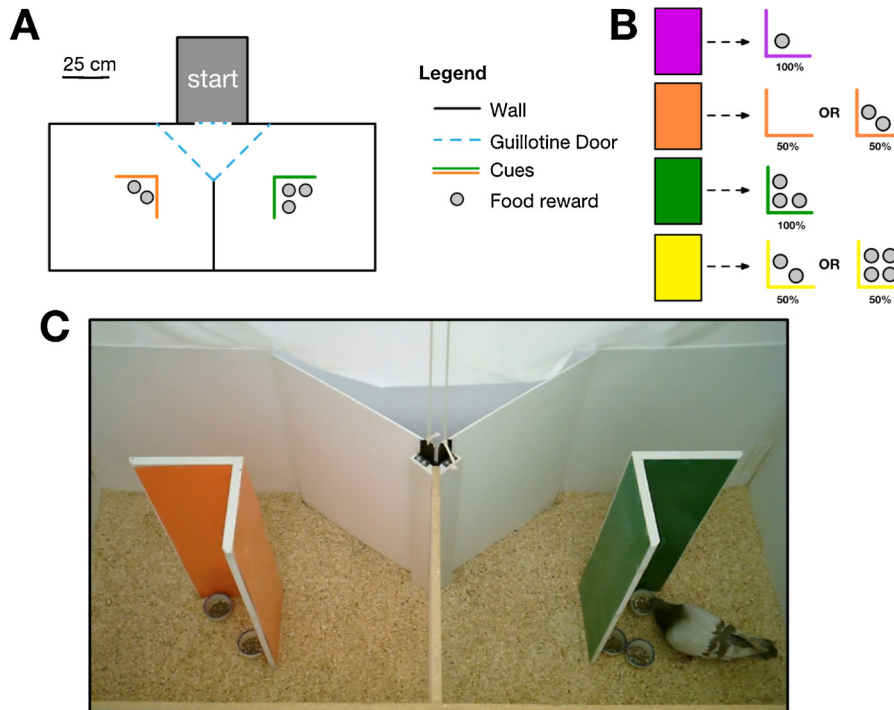 A
25 cm
start
Legend
Wall
Guillotine Door
Cues
Food reward
B
100%
OR
50%
50%
100%
OR
50%
50%
C